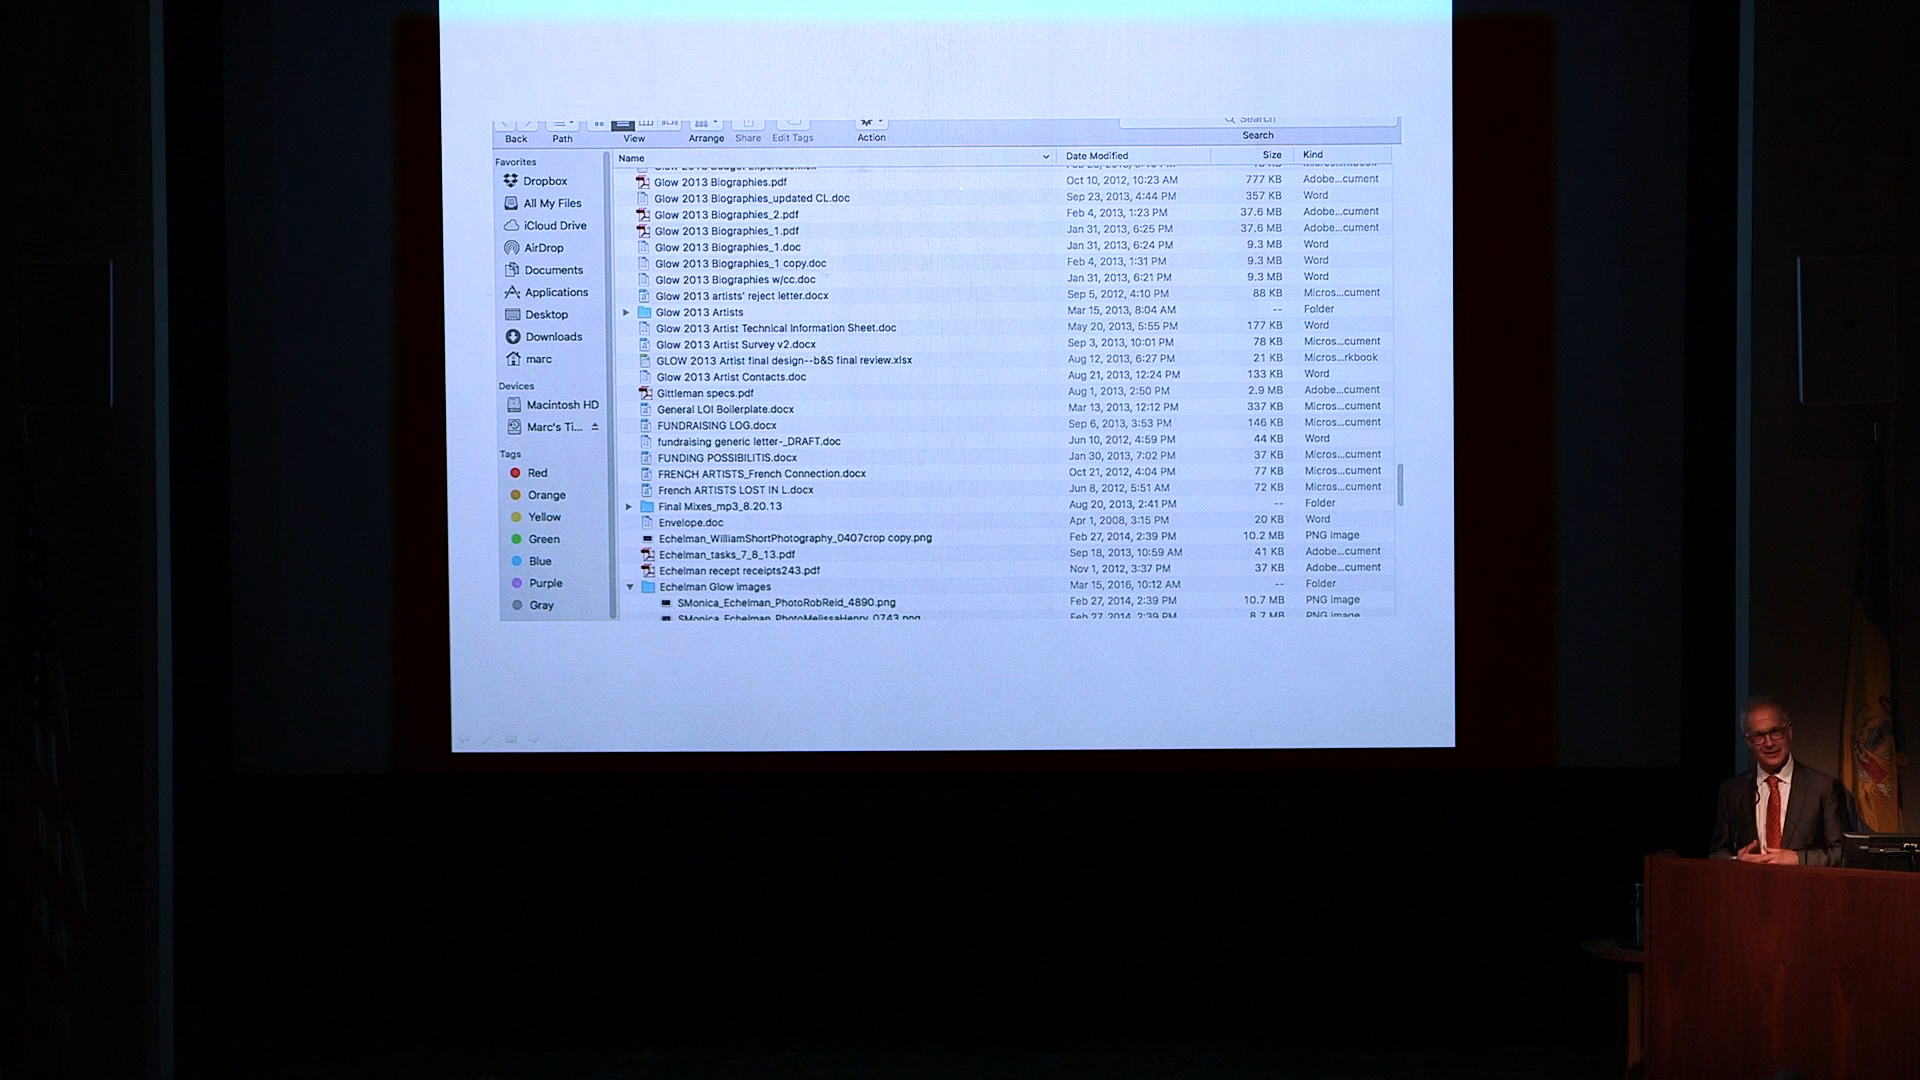 Search
Back Path View Arrange Share Edit Tags Action Search
Favorites
Dropbox
All My Files
iCloud Drive
AirDrop
Documents
Applications
Desktop
Downloads
marc
Devices
Macintosh HD
Marc's Ti...
Tags
Red
Orange
Yellow
Green
Blue
Purple
Gray
Name Date Modified Size Kind
Glow 2013 Biographies.pdf Oct 10, 2012, 10:23 AM 777 KB Adobe...cument
Glow 2013 Biographies_updated CL.doc Sep 23, 2013, 4:44 PM 357 KB Word
Glow 2013 Biographies_2.pdf Feb 4, 2013, 1:23 PM 37.6 MB Adobe...cument
Glow 2013 Biographies_1.pdf Jan 31, 2013, 6:25 PM 37.6 MB Adobe...cument
Glow 2013 Biographies_1.doc Jan 31, 2013, 6:24 PM 9.3 MB Word
Glow 2013 Biographies_1 copy.doc Feb 4, 2013, 1:31 PM 9.3 MB Word
Glow 2013 Biographies w/cc.doc Jan 31, 2013, 6:21 PM 9.3 MB Word
Glow 2013 artists' reject letter.docx Sep 5, 2012, 4:10 PM 88 KB Micros...cument
Glow 2013 Artists Mar 15, 2013, 8:04 AM -- Folder
Glow 2013 Artist Technical Information Sheet.doc May 20, 2013, 5:55 PM 177 KB Word
Glow 2013 Artist Survey v2.docx Sep 3, 2013, 10:01 PM 78 KB Micros...cument
GLOW 2013 Artist final design--b&S final review.xlsx Aug 12, 2013, 6:27 PM 21 KB Micros...rkbook
Glow 2013 Artist Contacts.doc Aug 21, 2013, 12:24 PM 133 KB Word
Gittleman specs.pdf Aug 1, 2013, 2:50 PM 2.9 MB Adobe...cument
General LOI Boilerplate.docx Mar 13, 2013, 12:12 PM 337 KB Micros...cument
FUNDRAISING LOG.docx Sep 6, 2013, 3:53 PM 146 KB Micros...cument
fundraising generic letter-_DRAFT.doc Jun 10, 2012, 4:59 PM 44 KB Word
FUNDING POSSIBILITIS.docx Jan 30, 2013, 7:02 PM 37 KB Micros...cument
FRENCH ARTISTS_French Connection.docx Oct 21, 2012, 4:04 PM 77 KB Micros...cument
French ARTISTS LOST IN L.docx Jun 8, 2012, 5:51 AM 72 KB Micros...cument
Final Mixes_mp3_8.20.13 Aug 20, 2013, 2:41 PM -- Folder
Envelope.doc Apr 1, 2008, 3:15 PM 20 KB Word
Echelman_WilliamShortPhotography_0407crop copy.png Feb 27, 2014, 2:39 PM 10.2 MB PNG image
Echelman_tasks_7_8_13.pdf Sep 18, 2013, 10:59 AM 41 KB Adobe...cument
Echelman recept receipts243.pdf Nov 1, 2012, 3:37 PM 37 KB Adobe...cument
Echelman Glow images Mar 15, 2016, 10:12 AM -- Folder
SMonica_Echelman_PhotoRobReid_4890.png Feb 27, 2014, 2:39 PM 10.7 MB PNG image
SMonica_Echelman_PhotoMelissaHenry_0743.png Feb 27, 2014, 2:39 PM 8.7 MB PNG image